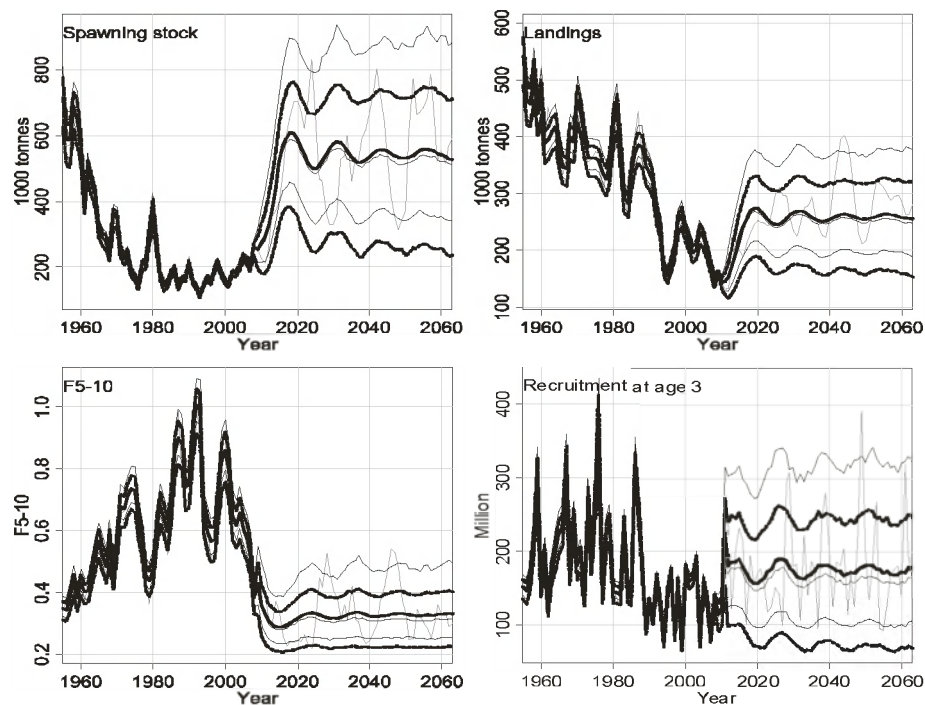 Spawning stock
1000 tonnes
800
600
400
200
1960 1980 2000 2020 2040 2060
Year
Landings
1000 tonnes
600
500
400
300
200
100
1960 1980 2000 2020 2040 2060
Year
F5-10
F5-10
1.0
0.8
0.6
0.4
0.2
1960 1980 2000 2020 2040 2060
Year
Recruitment at age 3
Million
400
300
200
100
1960 1980 2000 2020 2040 2060
Year